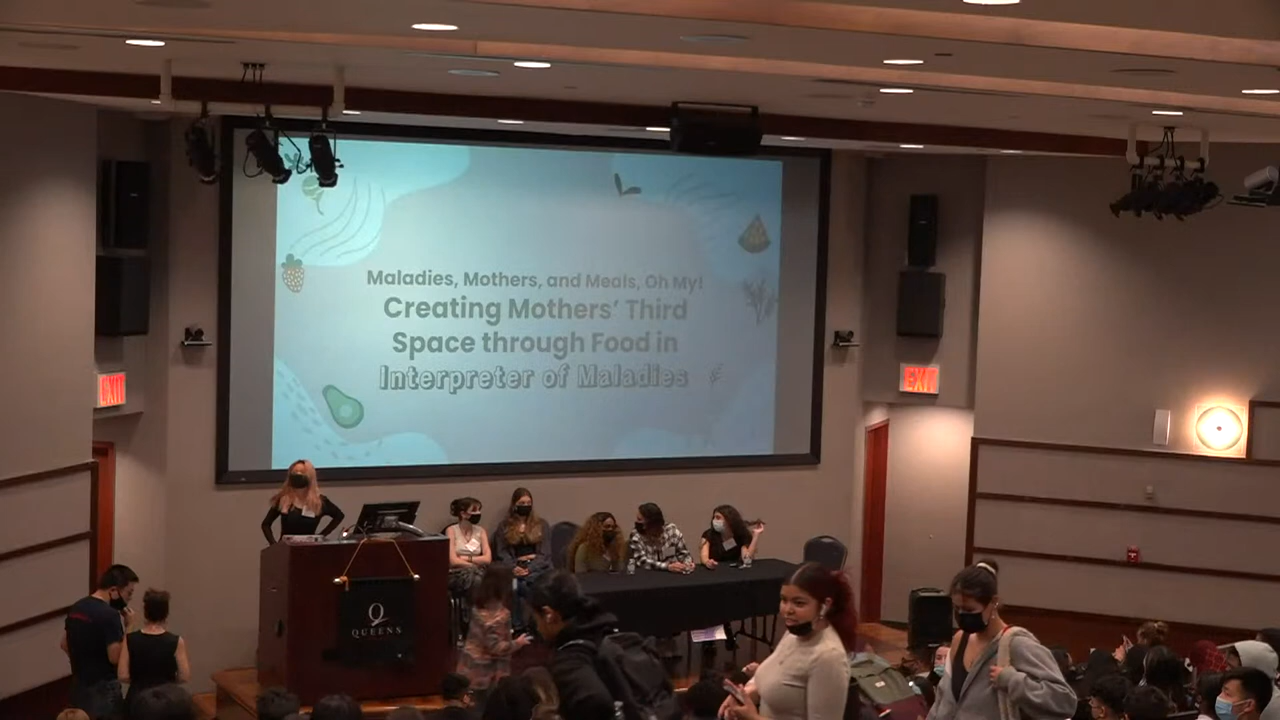 Maladies, Mothers, and Meals, Oh My!
Creating Mothers' Third
Space through Food in
Interpreter of Maladies
EXIT
EXIT
Q
QUEENS